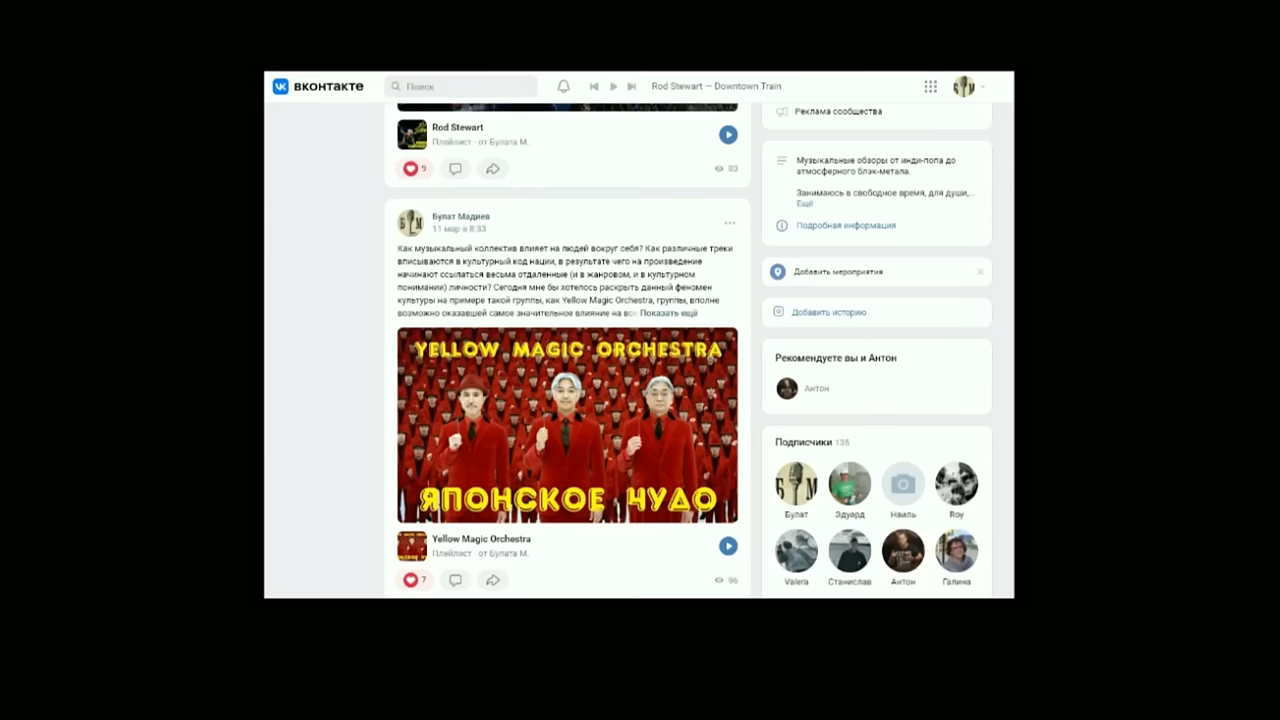 вконтакте
Поиск
Rod Stewart — Downtown Train
Rod Stewart
Плейлист · от Булата М.
9
83
Булат Мадиев
11 мар в 8:33
Как музыкальный коллектив влияет на людей вокруг себя? Как различные треки
вписываются в культурный код нации, в результате чего на произведение
начинают ссылаться весьма отдаленные (и в жанровом, и в культурном
понимании) личности? Сегодня мне бы хотелось раскрыть данный феномен
культуры на примере такой группы, как Yellow Magic Orchestra, группы, вполне
возможно оказавшей самое значительное влияние на вс Показать ещё
YELLOW MAGIC ORCHESTRA
ЯПОНСКОЕ ЧУДО
Yellow Magic Orchestra
Плейлист · от Булата М.
7
96
Реклама сообщества
Музыкальные обзоры от инди-попа до
атмосферного блэк-метала.
Занимаюсь в свободное время, для души,...
Ещё
Подробная информация
Добавить мероприятия
Добавить историю
Рекомендуете вы и Антон
Антон
Подписчики 135
Б М
Булат Эдуард Наиль Roy
Valera Станислав Антон Галина